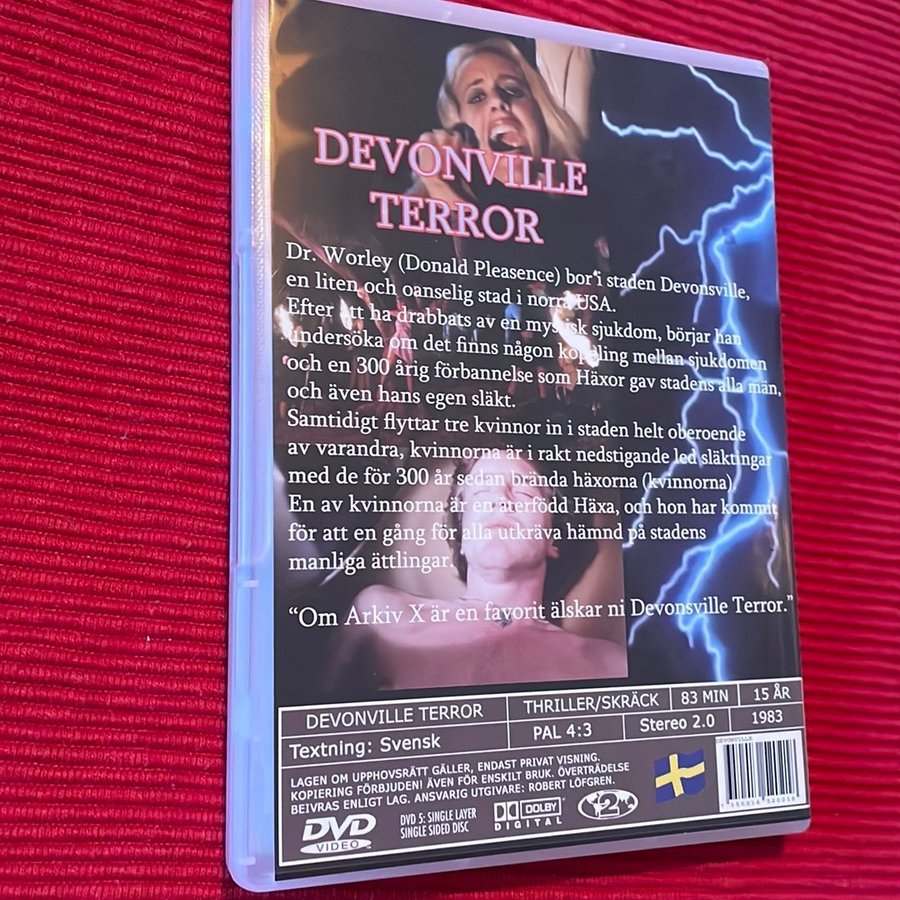 DEVONVILLE
TERROR
Dr. Worley (Donald Pleasence) bor i staden Devonsville,
en liten och oanselig stad i norra USA.
Efter att ha drabbats av en mystisk sjukdom, börjar han
undersöka om det finns någon koppling mellan sjukdomen
och en 300 årig förbannelse som Häxor gav stadens alla män,
och även hans egen släkt.
Samtidigt flyttar tre kvinnor in i staden helt oberoende
av varandra, kvinnorna är i rakt nedstigande led släktingar
med de för 300 år sedan brända häxorna (kvinnorna).
En av kvinnorna är en återfödd Häxa, och hon har kommit
för att en gång för alla utkräva hämnd på stadens
manliga ättlingar.
“Om Arkiv X är en favorit älskar ni Devonsville Terror.”
DEVONVILLE TERROR THRILLER/SKRÄCK 83 MIN 15 ÅR
Textning: Svensk PAL 4:3 Stereo 2.0 1983
LAGEN OM UPPHOVSRÄTT GÄLLER, ENDAST PRIVAT VISNING.
KOPIERING FÖRBJUDEN! ÄVEN FÖR ENSKILT BRUK. ÖVERTRÄDELSE
BEIVRAS ENLIGT LAG. ANSVARIG UTGIVARE: ROBERT LÖFGREN.
DVD
VIDEO
DVD 5: SINGLE LAYER
SINGLE SIDED DISC
DOLBY
DIGITAL
2
DEVONVILLE